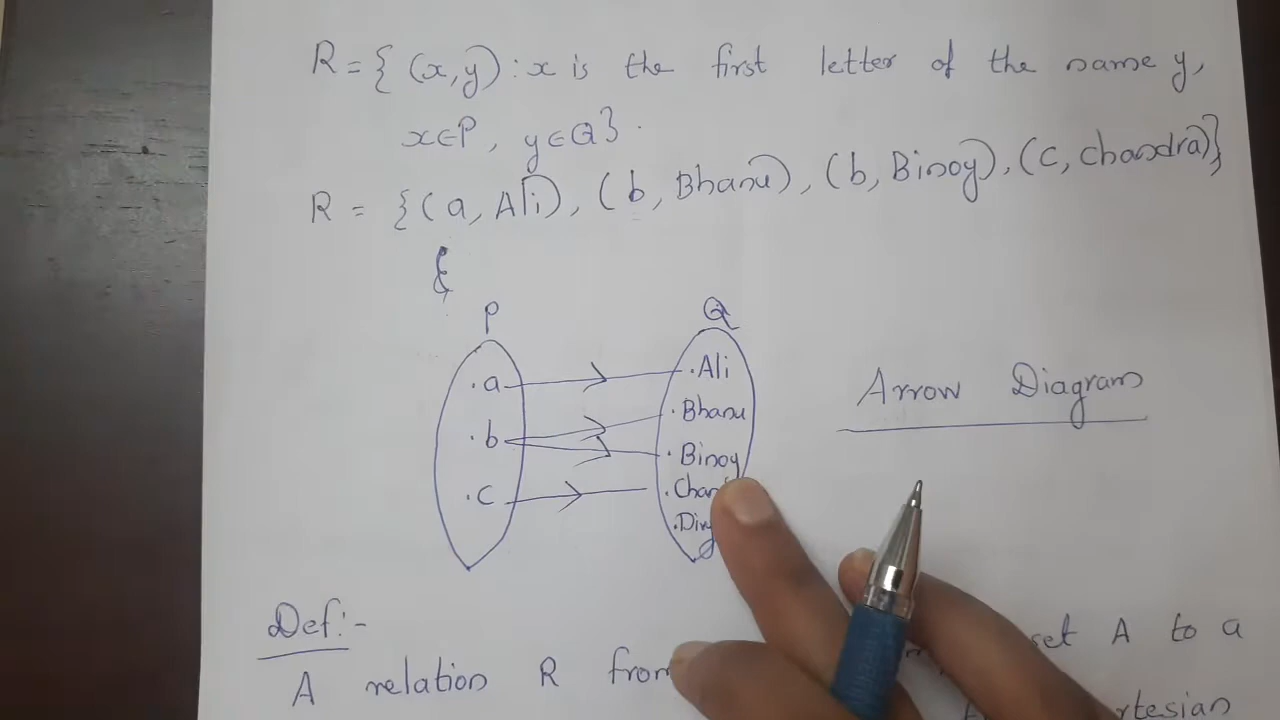 R = { (x,y) : x is the first letter of the name y,
x∈P, y∈Q}.
R = {(a, Ali), (b, Bhanu), (b, Binoy), (c, Chandra)}
{
P Q
.a .Ali
.b .Bhanu
.Binoy
.c
Arrow Diagram
Def:-
A relation R set A to a